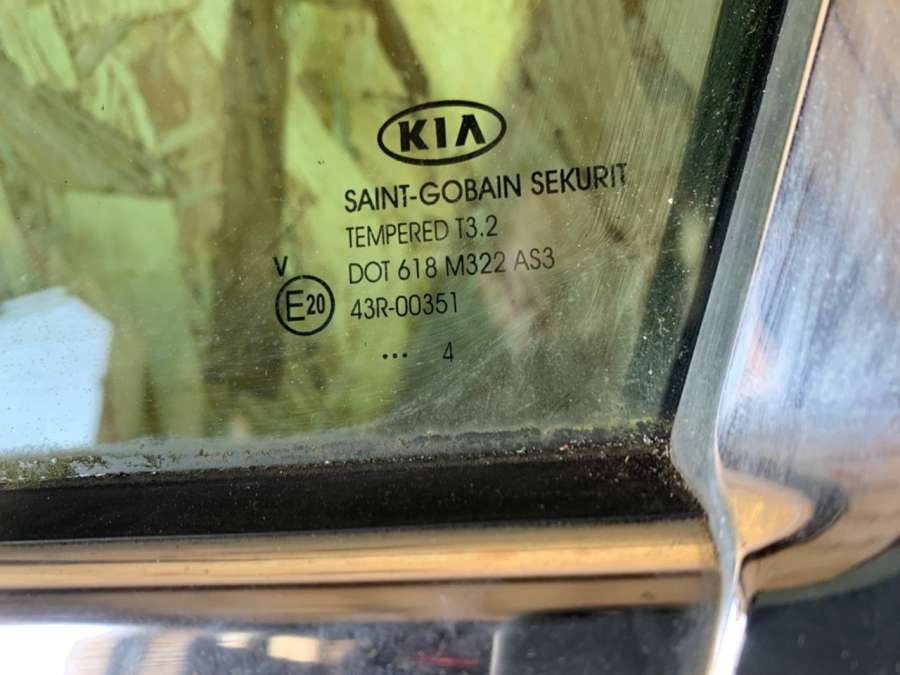 KIA
SAINT-GOBAIN SEKURIT
TEMPERED T3.2
DOT 618 M322 AS3
V
E20 43R-00351
... 4